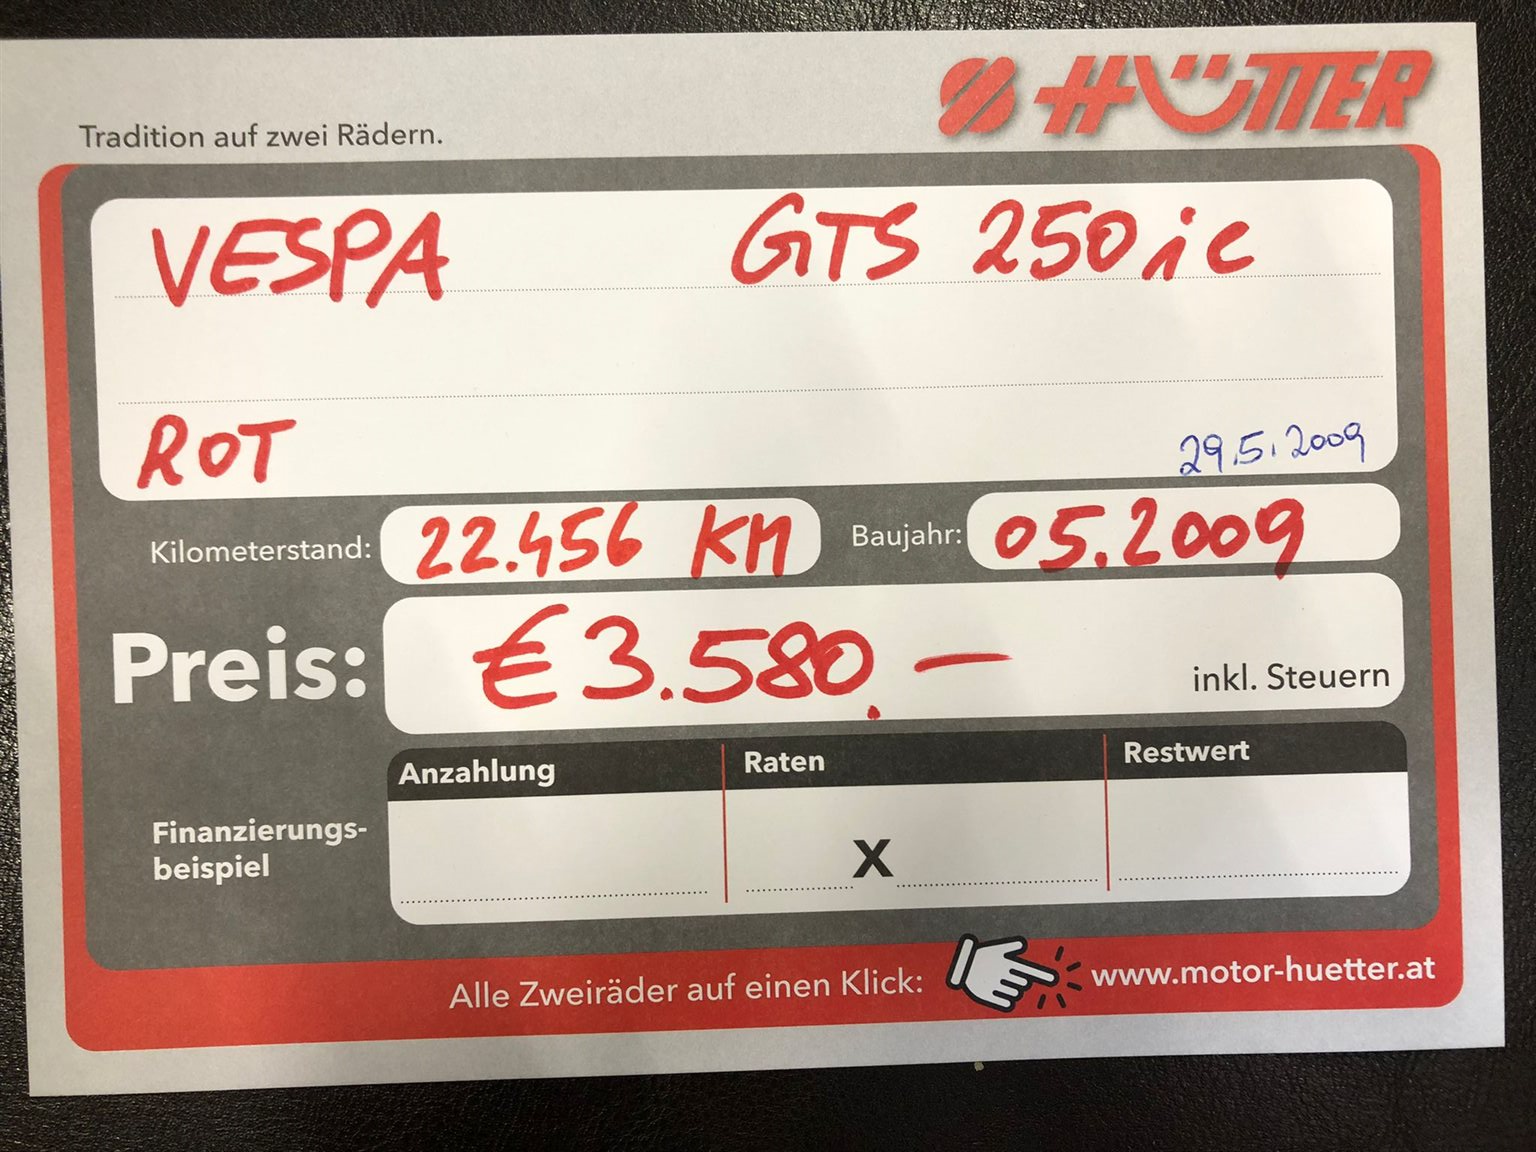 HÜTTER
Tradition auf zwei Rädern.
VESPA GTS 250 i c
ROT
29.5.2009
Kilometerstand: 22.456 KM Baujahr: 05.2009
Preis: € 3.580.— inkl. Steuern
Anzahlung Raten Restwert
Finanzierungs-
beispiel
X
Alle Zweiräder auf einen Klick: www.motor-huetter.at